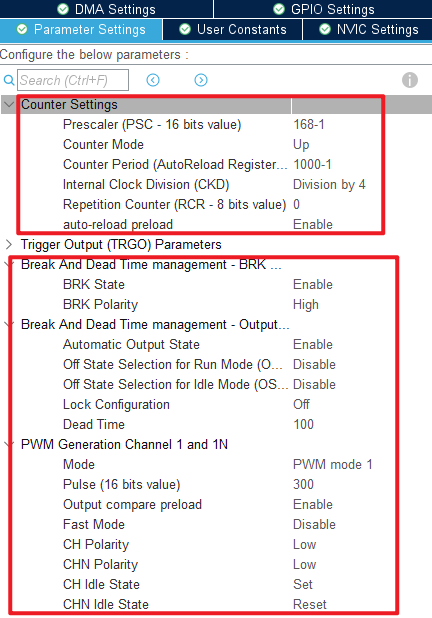 DMA Settings GPIO Settings
Parameter Settings User Constants NVIC Settings
Configure the below parameters :
Search (Ctrl+F)
Counter Settings
Prescaler (PSC - 16 bits value) 168-1
Counter Mode Up
Counter Period (AutoReload Register... 1000-1
Internal Clock Division (CKD) Division by 4
Repetition Counter (RCR - 8 bits value) 0
auto-reload preload Enable
Trigger Output (TRGO) Parameters
Break And Dead Time management - BRK ...
BRK State Enable
BRK Polarity High
Break And Dead Time management - Output...
Automatic Output State Enable
Off State Selection for Run Mode (O... Disable
Off State Selection for Idle Mode (OS... Disable
Lock Configuration Off
Dead Time 100
PWM Generation Channel 1 and 1N
Mode PWM mode 1
Pulse (16 bits value) 300
Output compare preload Enable
Fast Mode Disable
CH Polarity Low
CHN Polarity Low
CH Idle State Set
CHN Idle State Reset